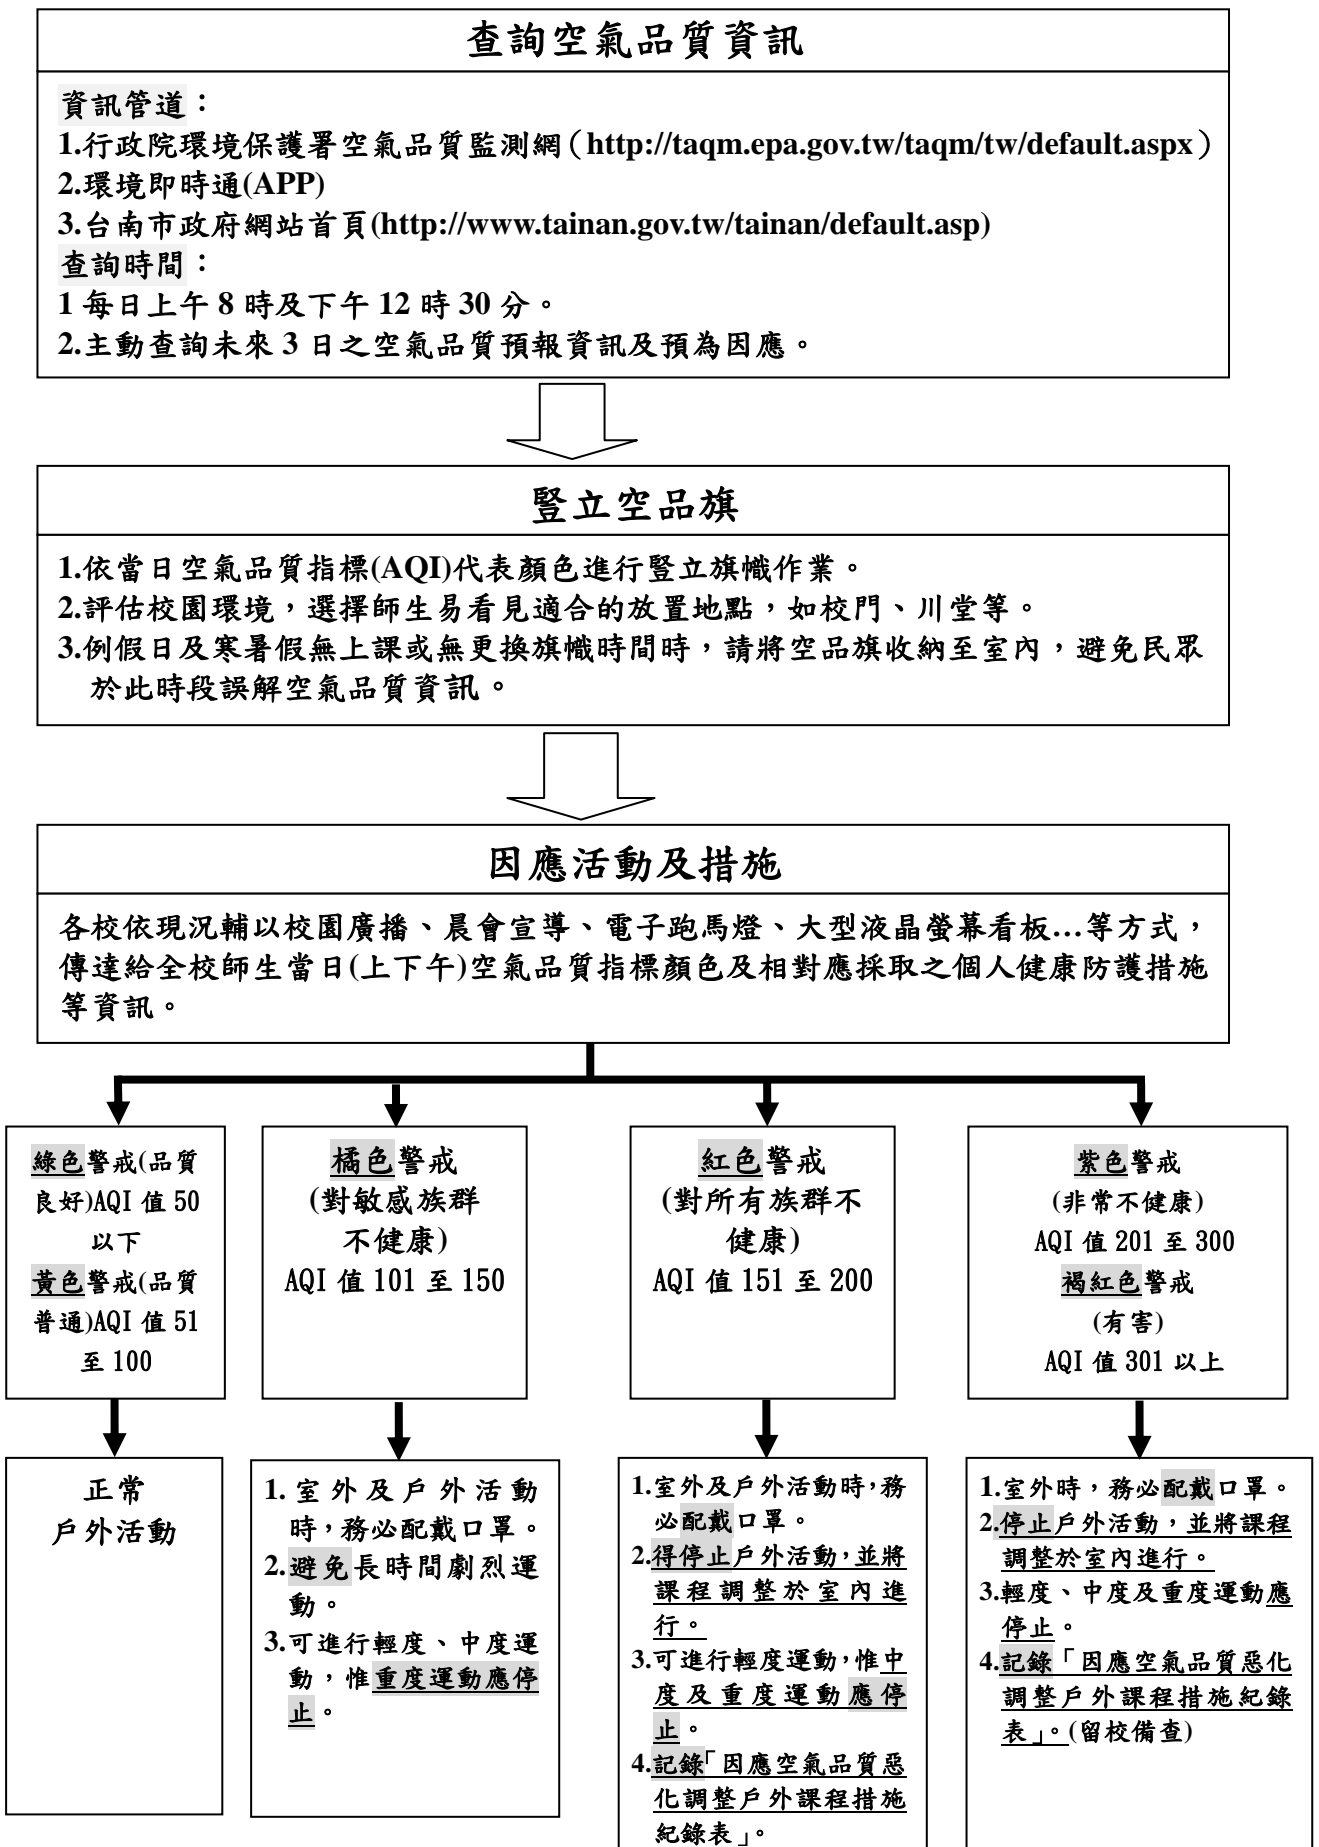 查詢空氣品質資訊
資訊管道：
1.行政院環境保護署空氣品質監測網（http://taqm.epa.gov.tw/taqm/tw/default.aspx）
2.環境即時通(APP)
3.台南市政府網站首頁(http://www.tainan.gov.tw/tainan/default.asp)
查詢時間：
1 每日上午 8 時及下午 12 時 30 分。
2.主動查詢未來 3 日之空氣品質預報資訊及預為因應。
豎立空品旗
1.依當日空氣品質指標(AQI)代表顏色進行豎立旗幟作業。
2.評估校園環境，選擇師生易看見適合的放置地點，如校門、川堂等。
3.例假日及寒暑假無上課或無更換旗幟時間時，請將空品旗收納至室內，避免民眾
於此時段誤解空氣品質資訊。
因應活動及措施
各校依現況輔以校園廣播、晨會宣導、電子跑馬燈、大型液晶螢幕看板…等方式，
傳達給全校師生當日(上下午)空氣品質指標顏色及相對應採取之個人健康防護措施
等資訊。
綠色警戒(品質
良好)AQI 值 50
以下
黃色警戒(品質
普通)AQI 值 51
至 100
橘色警戒
(對敏感族群
不健康)
AQI 值 101 至 150
紅色警戒
(對所有族群不
健康)
AQI 值 151 至 200
紫色警戒
(非常不健康)
AQI 值 201 至 300
褐紅色警戒
(有害)
AQI 值 301 以上
正常
戶外活動
1.室外及戶外活動
時，務必配戴口罩。
2.避免長時間劇烈運
動。
3.可進行輕度、中度運
動，惟重度運動應停
止。
1.室外及戶外活動時，務
必配戴口罩。
2.得停止戶外活動，並將
課程調整於室內進
行。
3.可進行輕度運動，惟中
度及重度運動應停
止。
4.記錄「因應空氣品質惡
化調整戶外課程措施
紀錄表」。
1.室外時，務必配戴口罩。
2.停止戶外活動，並將課程
調整於室內進行。
3.輕度、中度及重度運動應
停止。
4.記錄「因應空氣品質惡化
調整戶外課程措施紀錄
表」。(留校備查)